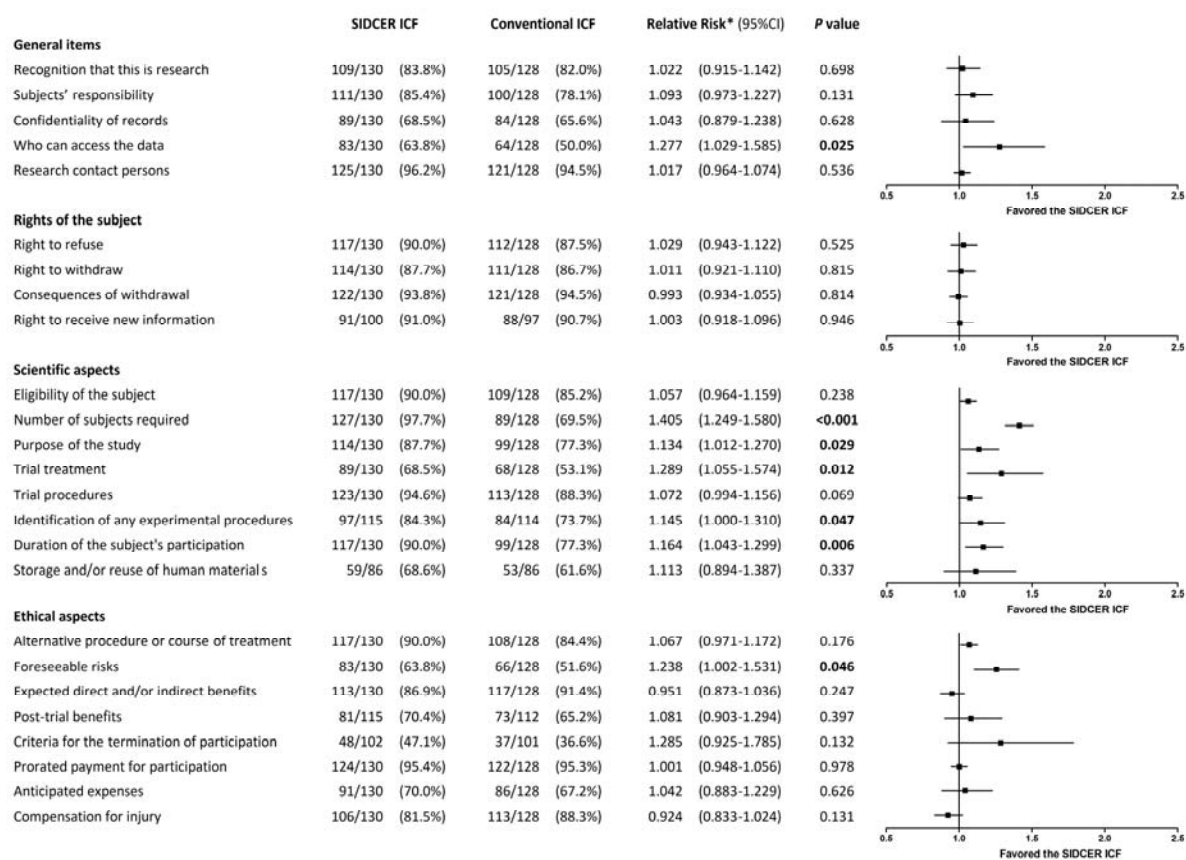 SIDCER ICF Conventional ICF Relative Risk* (95%CI) P value
General items
Recognition that this is research 109/130 (83.8%) 105/128 (82.0%) 1.022 (0.915-1.142) 0.698
Subjects' responsibility 111/130 (85.4%) 100/128 (78.1%) 1.093 (0.973-1.227) 0.131
Confidentiality of records 89/130 (68.5%) 84/128 (65.6%) 1.043 (0.879-1.238) 0.628
Who can access the data 83/130 (63.8%) 64/128 (50.0%) 1.277 (1.029-1.585) 0.025
Research contact persons 125/130 (96.2%) 121/128 (94.5%) 1.017 (0.964-1.074) 0.536
0.5 1.0 1.5 2.0 2.5
Favored the SIDCER ICF
Rights of the subject
Right to refuse 117/130 (90.0%) 112/128 (87.5%) 1.029 (0.943-1.122) 0.525
Right to withdraw 114/130 (87.7%) 111/128 (86.7%) 1.011 (0.921-1.110) 0.815
Consequences of withdrawal 122/130 (93.8%) 121/128 (94.5%) 0.993 (0.934-1.055) 0.814
Right to receive new information 91/100 (91.0%) 88/97 (90.7%) 1.003 (0.918-1.096) 0.946
0.5 1.0 1.5 2.0 2.5
Favored the SIDCER ICF
Scientific aspects
Eligibility of the subject 117/130 (90.0%) 109/128 (85.2%) 1.057 (0.964-1.159) 0.238
Number of subjects required 127/130 (97.7%) 89/128 (69.5%) 1.405 (1.249-1.580) <0.001
Purpose of the study 114/130 (87.7%) 99/128 (77.3%) 1.134 (1.012-1.270) 0.029
Trial treatment 89/130 (68.5%) 68/128 (53.1%) 1.289 (1.055-1.574) 0.012
Trial procedures 123/130 (94.6%) 113/128 (88.3%) 1.072 (0.994-1.156) 0.069
Identification of any experimental procedures 97/115 (84.3%) 84/114 (73.7%) 1.145 (1.000-1.310) 0.047
Duration of the subject's participation 117/130 (90.0%) 99/128 (77.3%) 1.164 (1.043-1.299) 0.006
Storage and/or reuse of human materials 59/86 (68.6%) 53/86 (61.6%) 1.113 (0.894-1.387) 0.337
0.5 1.0 1.5 2.0 2.5
Favored the SIDCER ICF
Ethical aspects
Alternative procedure or course of treatment 117/130 (90.0%) 108/128 (84.4%) 1.067 (0.971-1.172) 0.176
Foreseeable risks 83/130 (63.8%) 66/128 (51.6%) 1.238 (1.002-1.531) 0.046
Expected direct and/or indirect benefits 113/130 (86.9%) 117/128 (91.4%) 0.951 (0.873-1.036) 0.247
Post-trial benefits 81/115 (70.4%) 73/112 (65.2%) 1.081 (0.903-1.294) 0.397
Criteria for the termination of participation 48/102 (47.1%) 37/101 (36.6%) 1.285 (0.925-1.785) 0.132
Prorated payment for participation 124/130 (95.4%) 122/128 (95.3%) 1.001 (0.948-1.056) 0.978
Anticipated expenses 91/130 (70.0%) 86/128 (67.2%) 1.042 (0.883-1.229) 0.626
Compensation for injury 106/130 (81.5%) 113/128 (88.3%) 0.924 (0.833-1.024) 0.131
0.5 1.0 1.5 2.0 2.5
Favored the SIDCER ICF